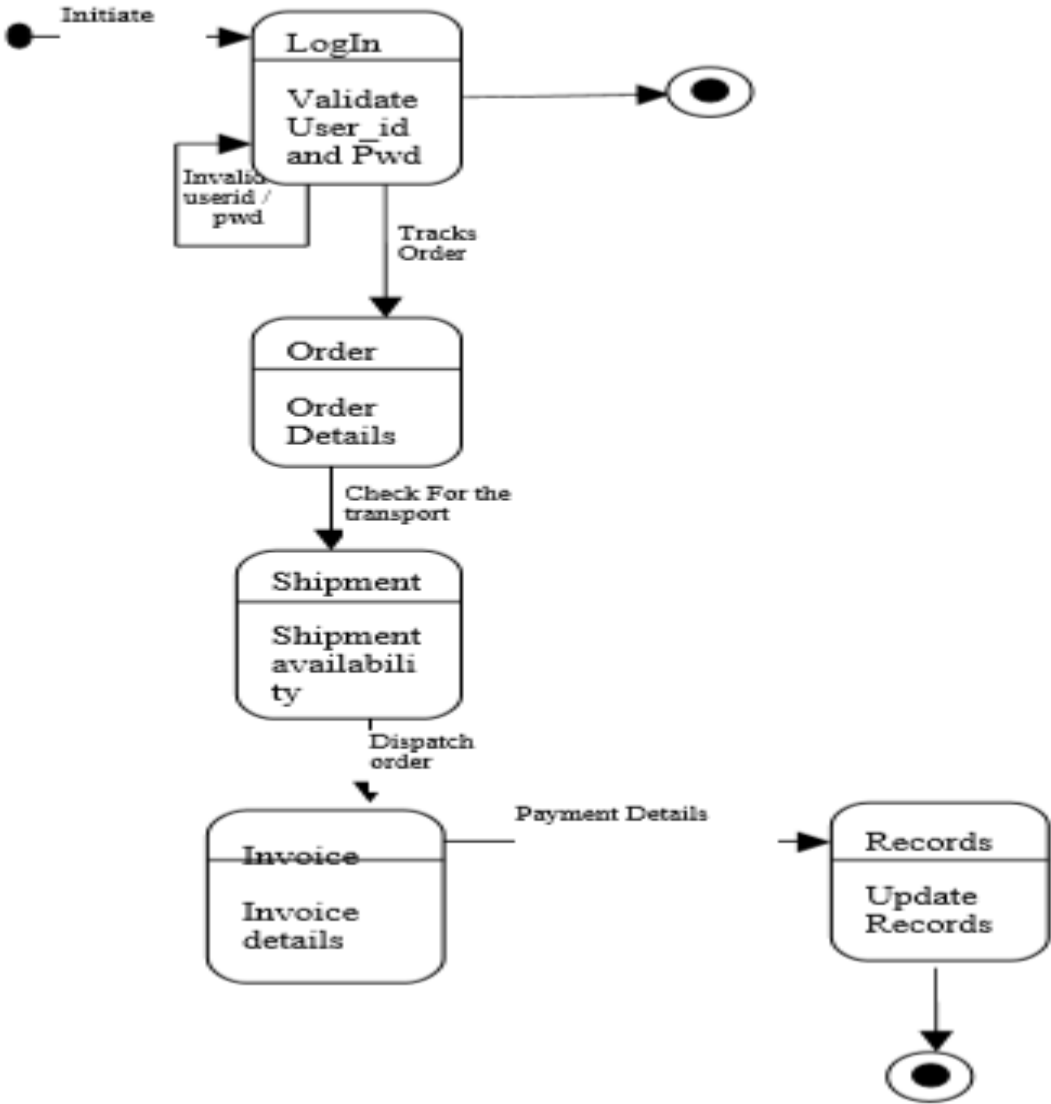 Initiate
LogIn
Validate
User_id
and Pwd
Invalid
userid /
pwd
Tracks
Order
Order
Order
Details
Check For the
transport
Shipment
Shipment
availabili
ty
Dispatch
order
Invoice
Invoice
details
Payment Details
Records
Update
Records